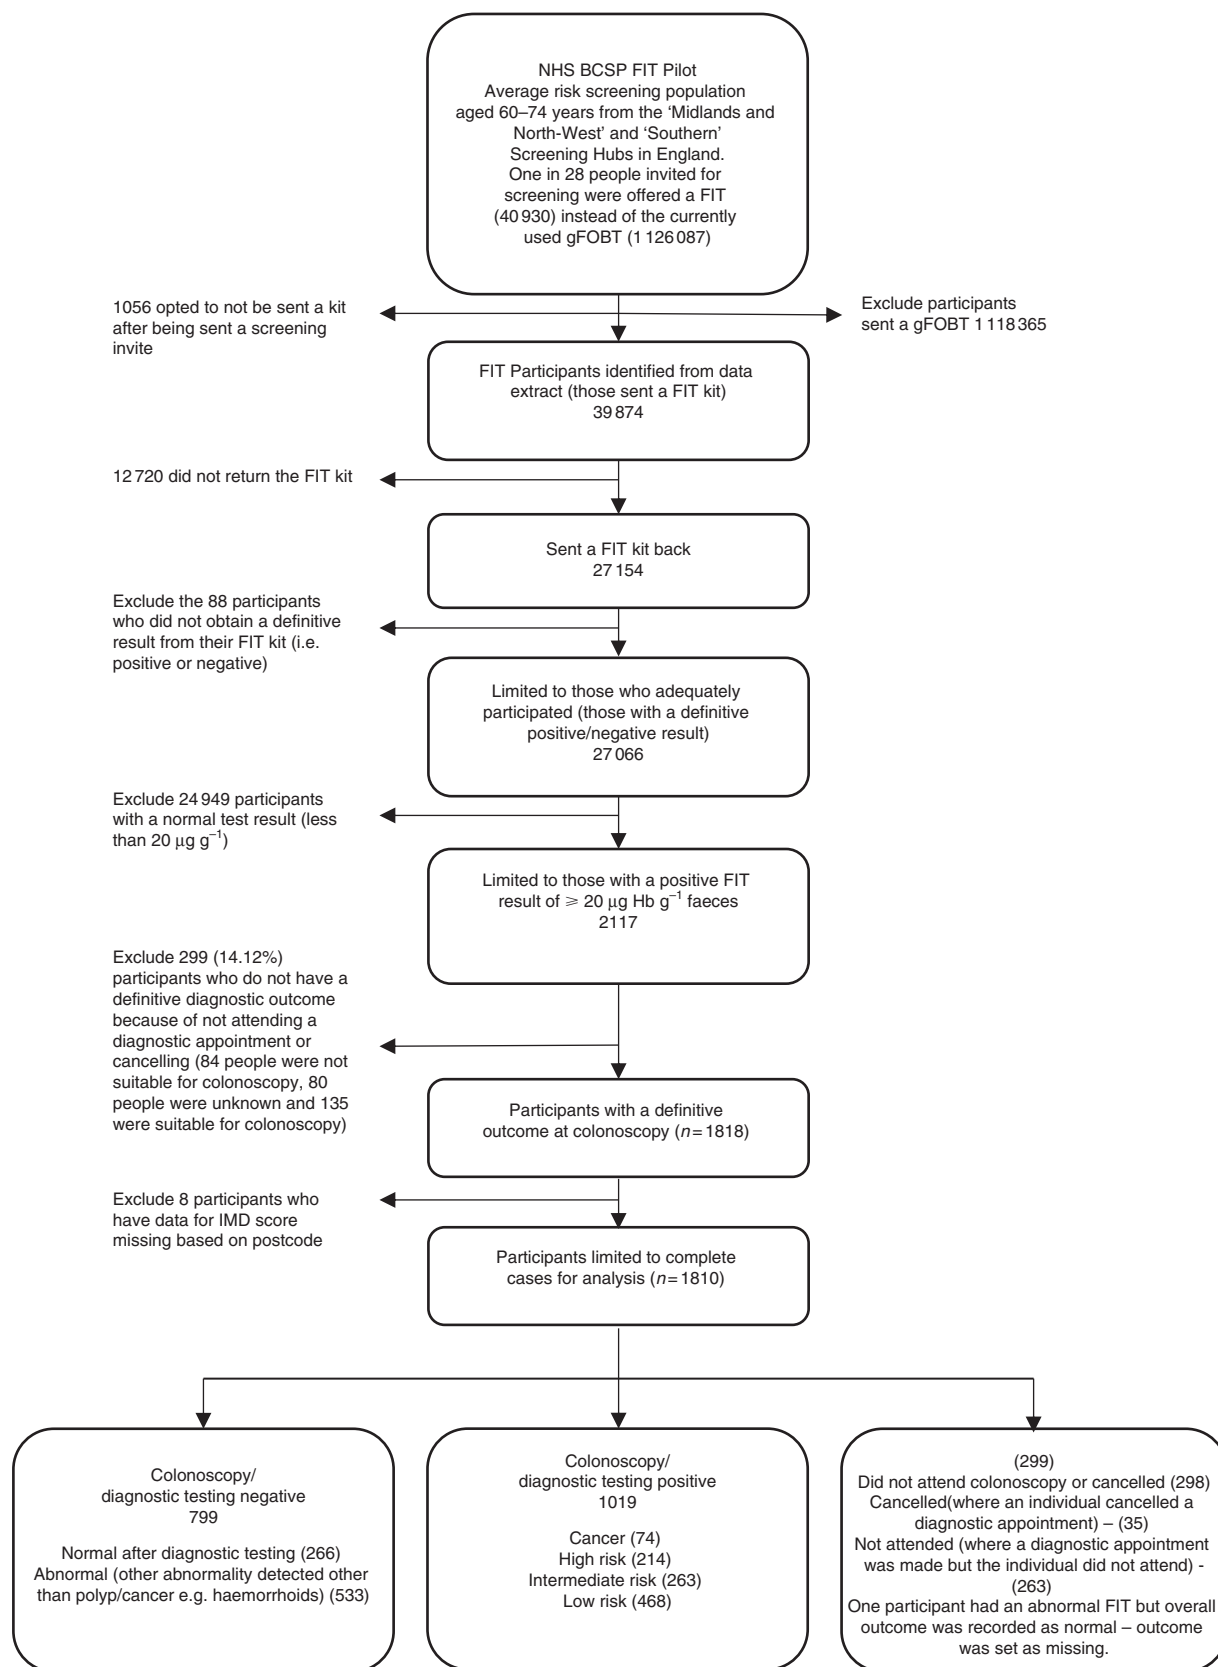 NHS BCSP FIT Pilot
Average risk screening population
aged 60–74 years from the ‘Midlands and
North-West’ and ‘Southern’
Screening Hubs in England.
One in 28 people invited for
screening were offered a FIT
(40 930) instead of the currently
used gFOBT (1 126 087)
1056 opted to not be sent a kit
after being sent a screening
invite
Exclude participants
sent a gFOBT 1 118 365
FIT Participants identified from data
extract (those sent a FIT kit)
39 874
12 720 did not return the FIT kit
Sent a FIT kit back
27 154
Exclude the 88 participants
who did not obtain a definitive
result from their FIT kit (i.e.
positive or negative)
Limited to those who adequately
participated (those with a definitive
positive/negative result)
27 066
Exclude 24 949 participants
with a normal test result (less
than 20 μg g⁻¹)
Limited to those with a positive FIT
result of ⩾ 20 μg Hb g⁻¹ faeces
2117
Exclude 299 (14.12%)
participants who do not have a
definitive diagnostic outcome
because of not attending a
diagnostic appointment or
cancelling (84 people were not
suitable for colonoscopy, 80
people were unknown and 135
were suitable for colonoscopy)
Participants with a definitive
outcome at colonoscopy (n=1818)
Exclude 8 participants who
have data for IMD score
missing based on postcode
Participants limited to complete
cases for analysis (n=1810)
Colonoscopy/
diagnostic testing negative
799
Normal after diagnostic testing (266)
Abnormal (other abnormality detected other
than polyp/cancer e.g. haemorrhoids) (533)
Colonoscopy/
diagnostic testing positive
1019
Cancer (74)
High risk (214)
Intermediate risk (263)
Low risk (468)
(299)
Did not attend colonoscopy or cancelled (298)
Cancelled(where an individual cancelled a
diagnostic appointment) – (35)
Not attended (where a diagnostic appointment
was made but the individual did not attend) -
(263)
One participant had an abnormal FIT but overall
outcome was recorded as normal – outcome
was set as missing.